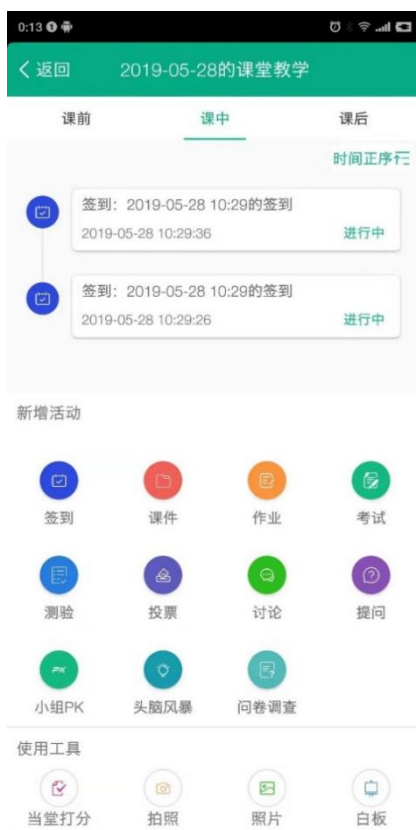 0:13
返回 2019-05-28的课堂教学
课前 课中 课后
时间正序
签到：2019-05-28 10:29的签到
2019-05-28 10:29:36 进行中
签到：2019-05-28 10:29的签到
2019-05-28 10:29:26 进行中
新增活动
签到 课件 作业 考试
测验 投票 讨论 提问
PK
小组PK 头脑风暴 问卷调查
使用工具
当堂打分 拍照 照片 白板